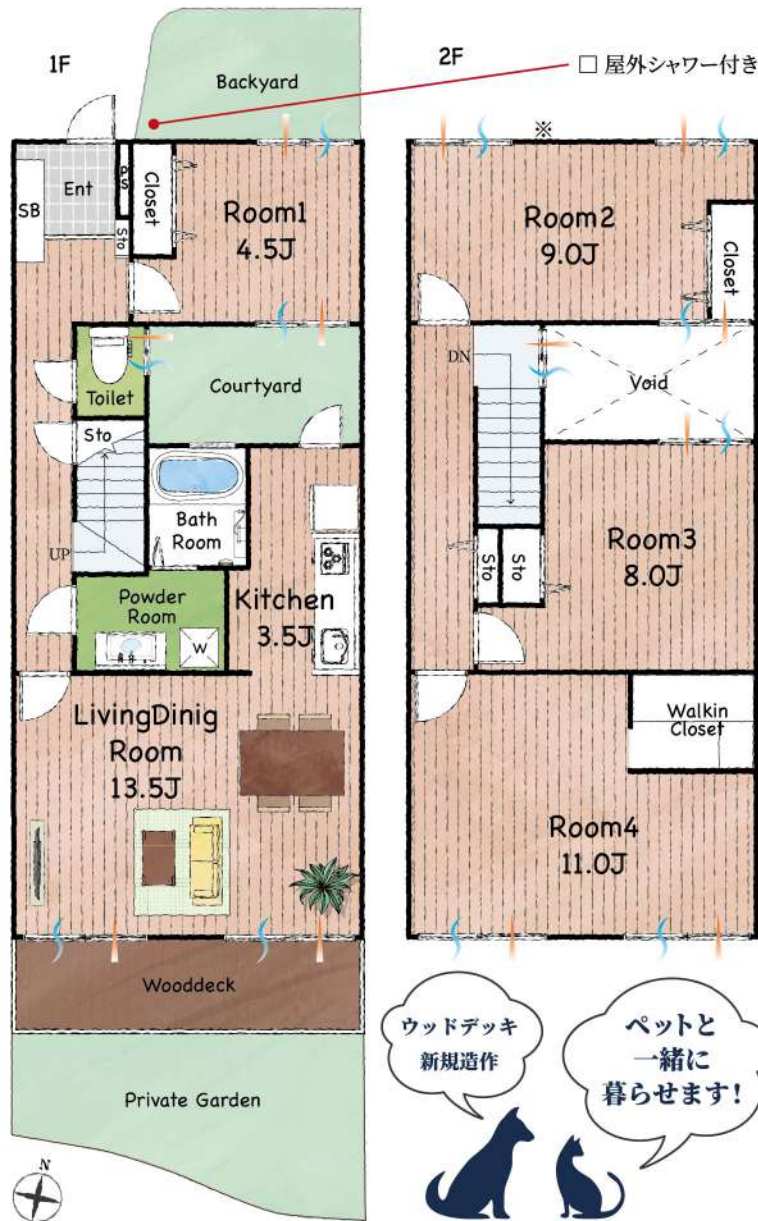 1F
2F
□ 屋外シャワー付き
Backyard
※
Ent
PS
Closet
SB
Sto
Room1
4.5J
Room2
9.0J
Closet
Toilet
Courtyard
DN
Void
Sto
UP
Bath
Room
Room3
8.0J
Sto
Sto
Powder
Room
W
Kitchen
3.5J
LivingDinig
Room
13.5J
Walkin
Closet
Room4
11.0J
Wooddeck
ウッドデッキ
新規造作
ペットと
一緒に
暮らせます!
Private Garden
N